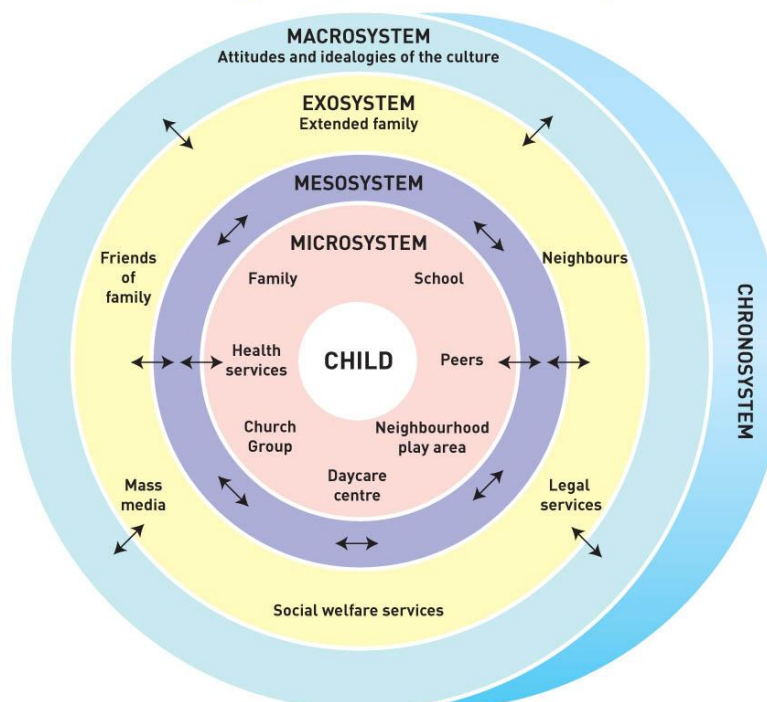 MACROSYSTEM
Attitudes and idealogies of the culture
EXOSYSTEM
Extended family
MESOSYSTEM
MICROSYSTEM
Friends
of
family
Neighbours
Family
School
CHILD
Health
services
Peers
Church
Group
Neighbourhood
play area
Daycare
centre
Mass
media
Legal
services
Social welfare services
CHRONOSYSTEM